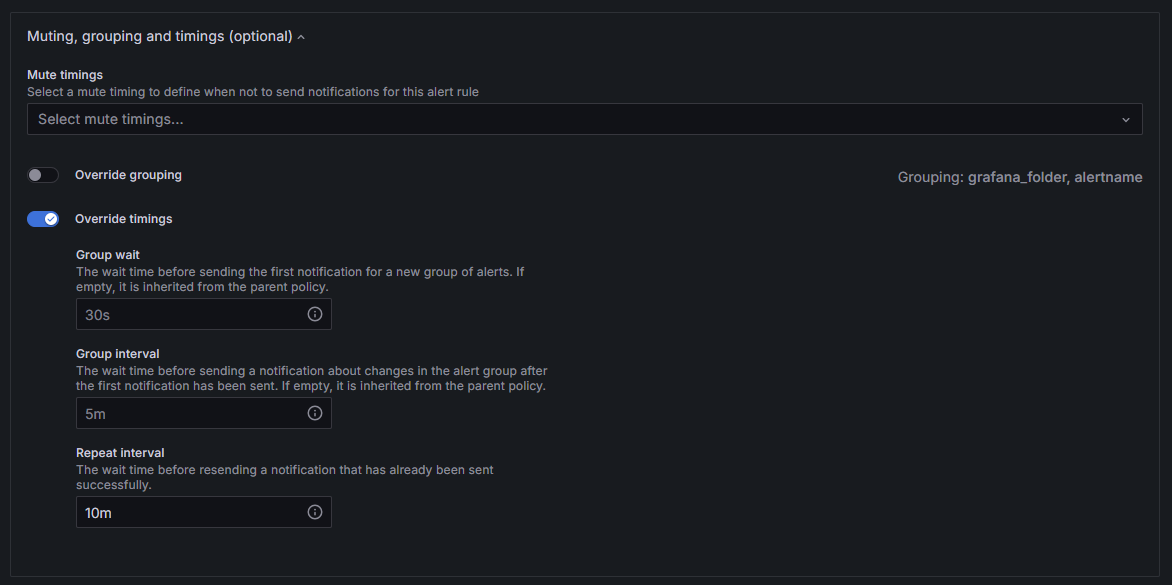 Muting, grouping and timings (optional)
Mute timings
Select a mute timing to define when not to send notifications for this alert rule
Select mute timings...
Override grouping
Grouping: grafana_folder, alertname
Override timings
Group wait
The wait time before sending the first notification for a new group of alerts. If
empty, it is inherited from the parent policy.
30s
Group interval
The wait time before sending a notification about changes in the alert group after
the first notification has been sent. If empty, it is inherited from the parent policy.
5m
Repeat interval
The wait time before resending a notification that has already been sent
successfully.
10m